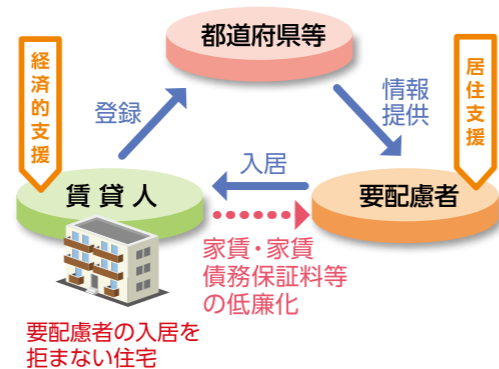 都道府県等
経済的支援
居住支援
登録
情報
提供
入居
賃貸人
要配慮者
家賃・家賃
債務保証料等
の低廉化
要配慮者の入居を
拒まない住宅